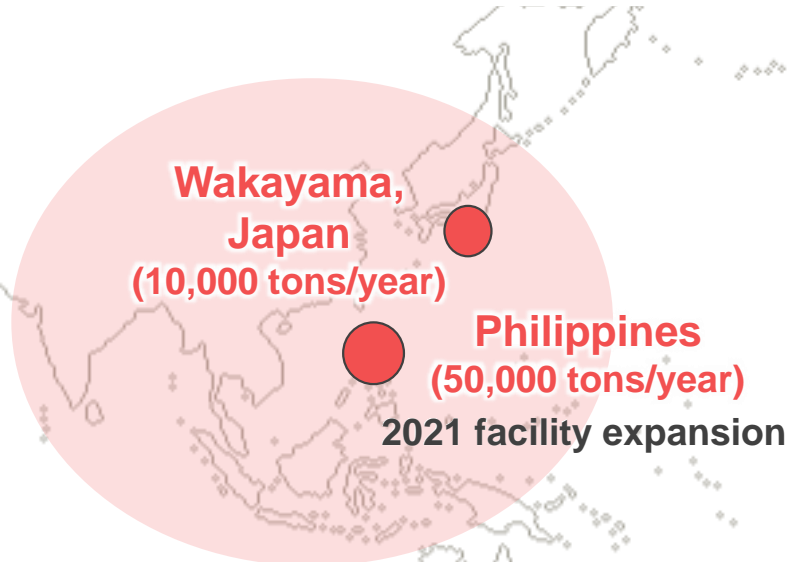 Wakayama,
Japan
(10,000 tons/year)
Philippines
(50,000 tons/year)
2021 facility expansion